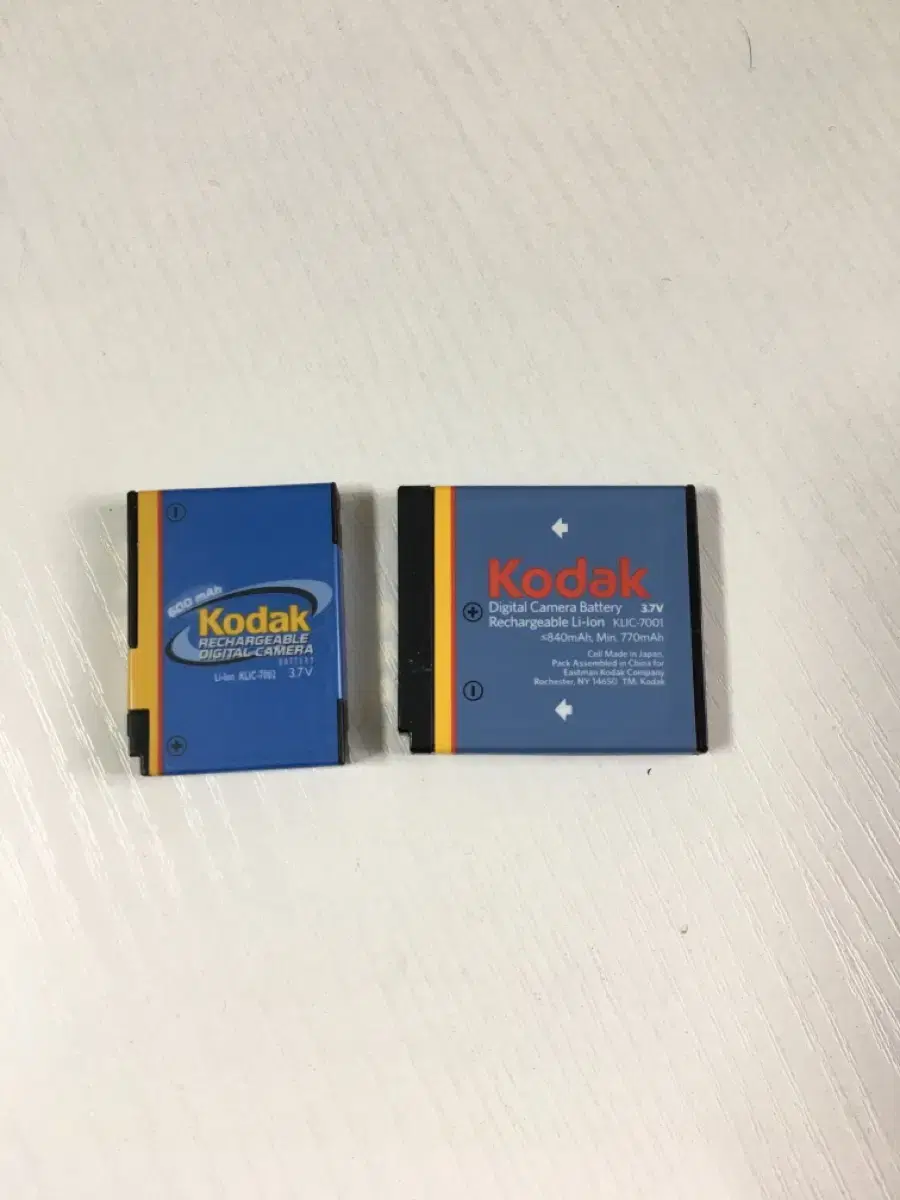 600 mAh
Kodak
RECHARGEABLE
DIGITAL CAMERA
BATTERY
Li-Ion KLIC-7002 3.7V
Kodak
Digital Camera Battery 3.7V
Rechargeable Li-Ion KLIC-7001
≤840mAh, Min. 770mAh
Cell Made in Japan,
Pack Assembled in China for
Eastman Kodak Company
Rochester, NY 14650 TM. Kodak